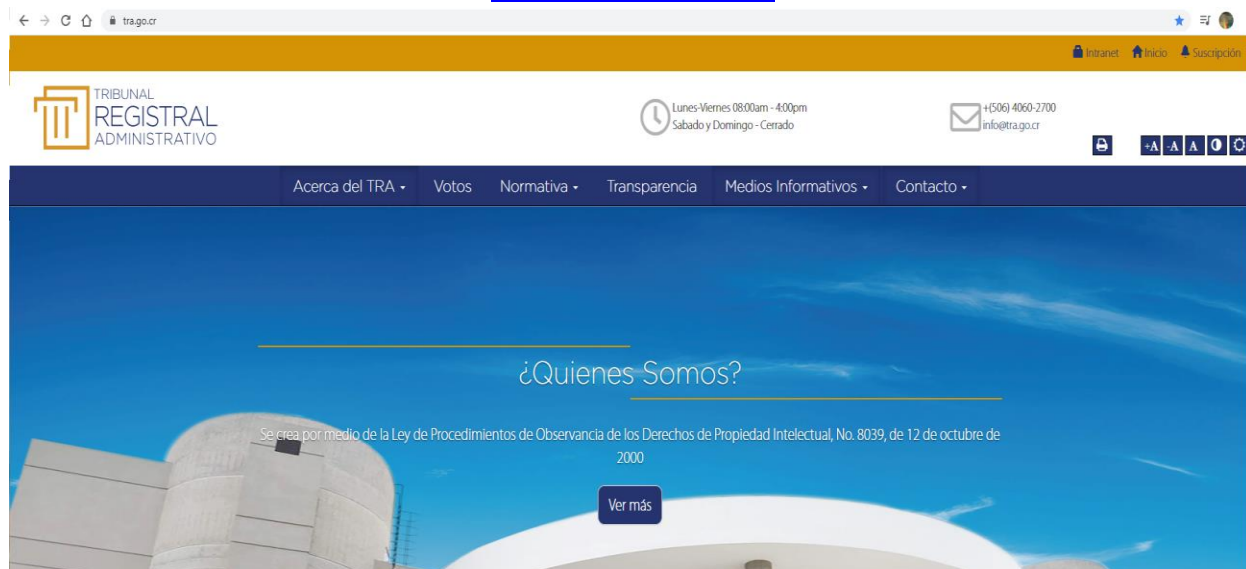 tra.go.cr
Intranet Inicio Suscripción
TRIBUNAL
REGISTRAL
ADMINISTRATIVO
Lunes-Viernes 08:00am - 4:00pm
Sabado y Domingo - Cerrado
+(506) 4060-2700
info@tra.go.cr
+A -A A
Acerca del TRA Votos Normativa Transparencia Medios Informativos Contacto
¿Quienes Somos?
Se crea por medio de la Ley de Procedimientos de Observancia de los Derechos de Propiedad Intelectual, No. 8039, de 12 de octubre de
2000
Ver más